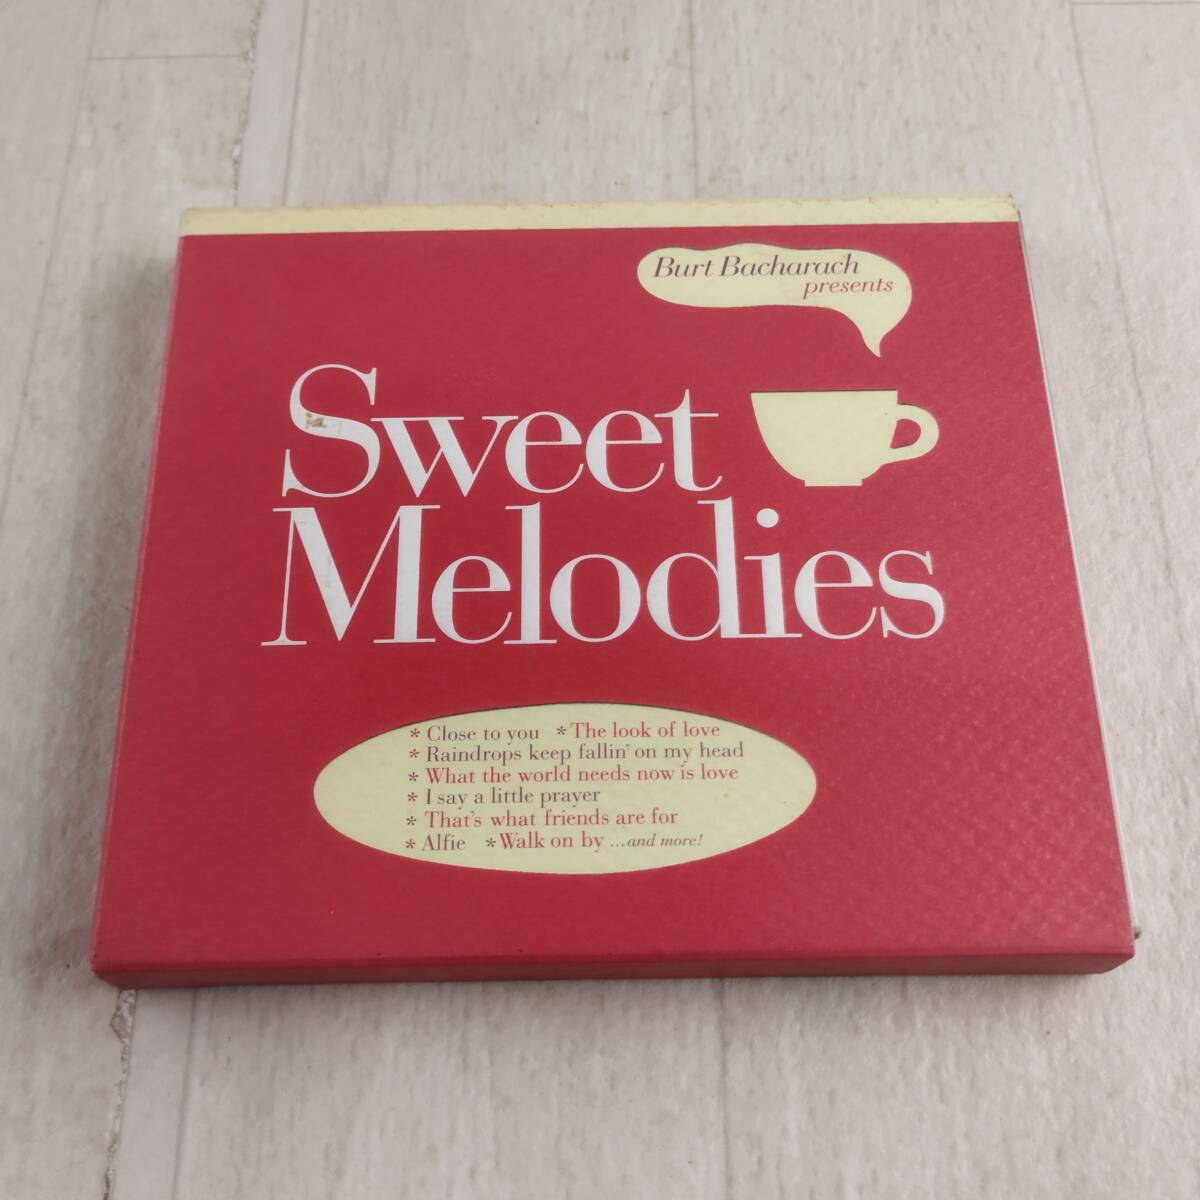 Burt Bacharach
presents
Sweet
Melodies
* Close to you * The look of love
* Raindrops keep fallin' on my head
* What the world needs now is love
* I say a little prayer
* That's what friends are for
* Alfie * Walk on by ...and more!